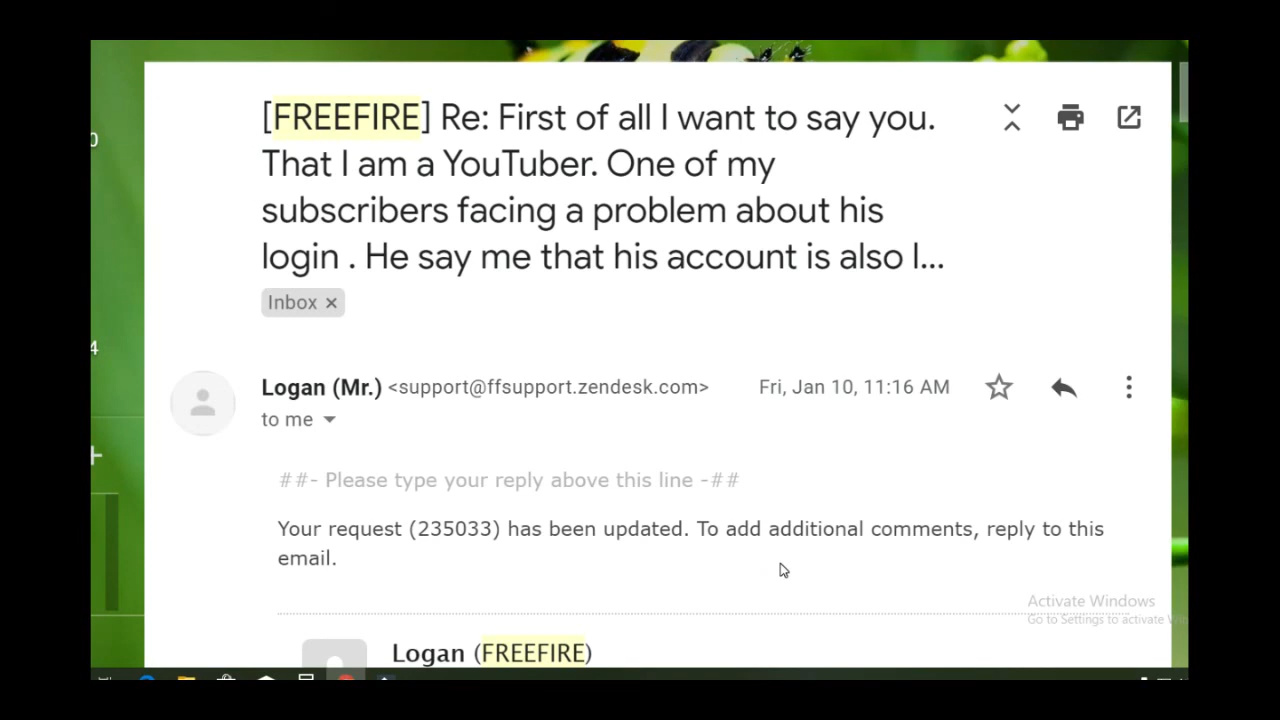 [FREEFIRE] Re: First of all I want to say you.
That I am a YouTuber. One of my
subscribers facing a problem about his
login . He say me that his account is also l...
Inbox ×
Logan (Mr.) <support@ffsupport.zendesk.com> Fri, Jan 10, 11:16 AM
to me
##- Please type your reply above this line -##
Your request (235033) has been updated. To add additional comments, reply to this
email.
Activate Windows
Go to Settings to activate
Logan (FREEFIRE)
4